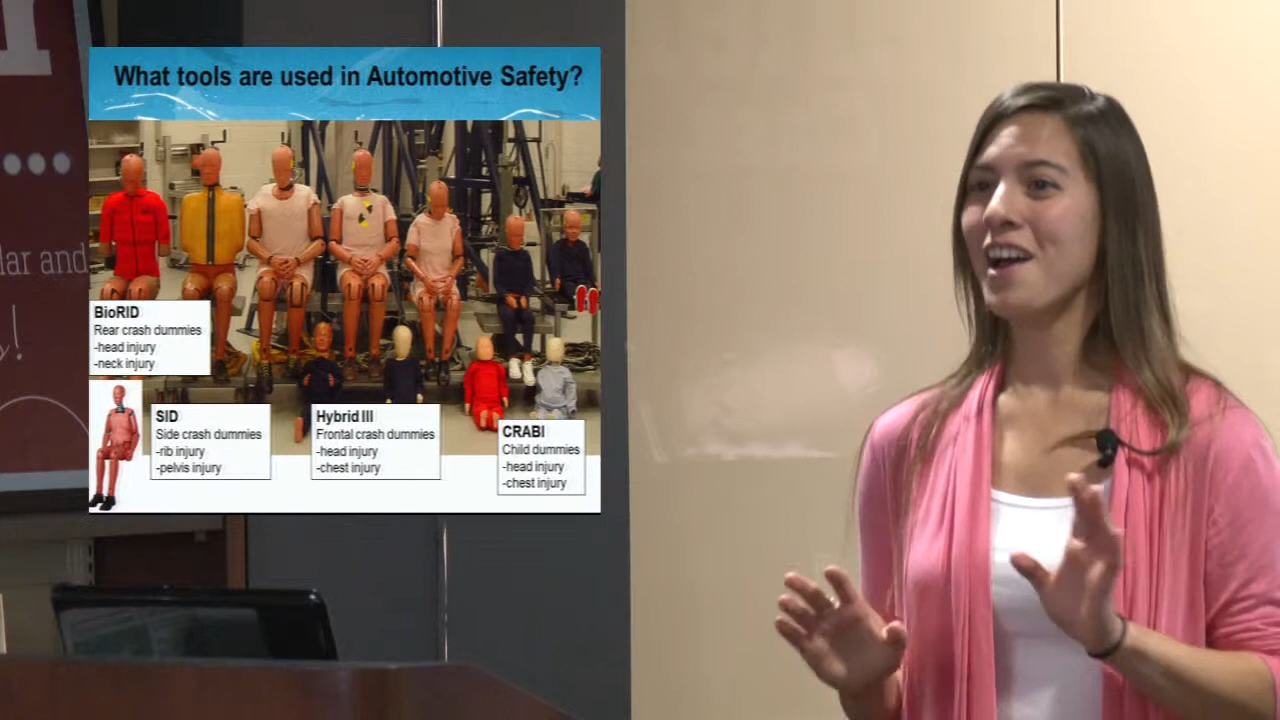 What tools are used in Automotive Safety?
lar and
BioRID
Rear crash dummies
-head injury
-neck injury
SID
Side crash dummies
-rib injury
-pelvis injury
Hybrid III
Frontal crash dummies
-head injury
-chest injury
CRABI
Child dummies
-head injury
-chest injury